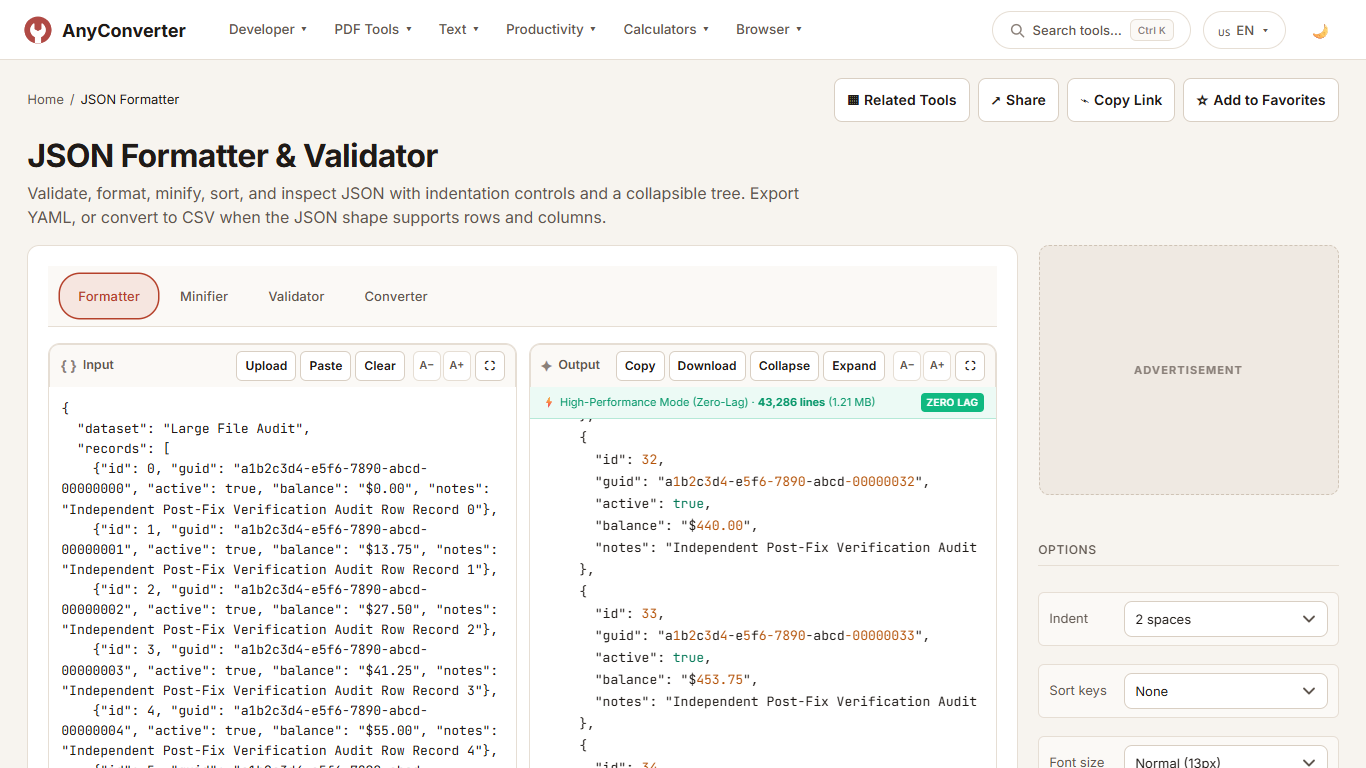 AnyConverter
Developer ▾
PDF Tools ▾
Text ▾
Productivity ▾
Calculators ▾
Browser ▾
Search tools... Ctrl K
US EN ▾
Home / JSON Formatter
Related Tools
Share
Copy Link
Add to Favorites
JSON Formatter & Validator
Validate, format, minify, sort, and inspect JSON with indentation controls and a collapsible tree. Export
YAML, or convert to CSV when the JSON shape supports rows and columns.
Formatter
Minifier
Validator
Converter
{ } Input
Upload
Paste
Clear
A−
A+
{
"dataset": "Large File Audit",
"records": [
{"id": 0, "guid": "a1b2c3d4-e5f6-7890-abcd-
00000000", "active": true, "balance": "$0.00", "notes":
"Independent Post-Fix Verification Audit Row Record 0"},
{"id": 1, "guid": "a1b2c3d4-e5f6-7890-abcd-
00000001", "active": true, "balance": "$13.75", "notes":
"Independent Post-Fix Verification Audit Row Record 1"},
{"id": 2, "guid": "a1b2c3d4-e5f6-7890-abcd-
00000002", "active": true, "balance": "$27.50", "notes":
"Independent Post-Fix Verification Audit Row Record 2"},
{"id": 3, "guid": "a1b2c3d4-e5f6-7890-abcd-
00000003", "active": true, "balance": "$41.25", "notes":
"Independent Post-Fix Verification Audit Row Record 3"},
{"id": 4, "guid": "a1b2c3d4-e5f6-7890-abcd-
00000004", "active": true, "balance": "$55.00", "notes":
"Independent Post-Fix Verification Audit Row Record 4"},
Output
Copy
Download
Collapse
Expand
A−
A+
High-Performance Mode (Zero-Lag) · 43,286 lines (1.21 MB)
ZERO LAG
{
"id": 32,
"guid": "a1b2c3d4-e5f6-7890-abcd-00000032",
"active": true,
"balance": "$440.00",
"notes": "Independent Post-Fix Verification Audit
},
{
"id": 33,
"guid": "a1b2c3d4-e5f6-7890-abcd-00000033",
"active": true,
"balance": "$453.75",
"notes": "Independent Post-Fix Verification Audit
},
{
"id": 34,
ADVERTISEMENT
OPTIONS
Indent
2 spaces
Sort keys
None
Font size
Normal (13px)